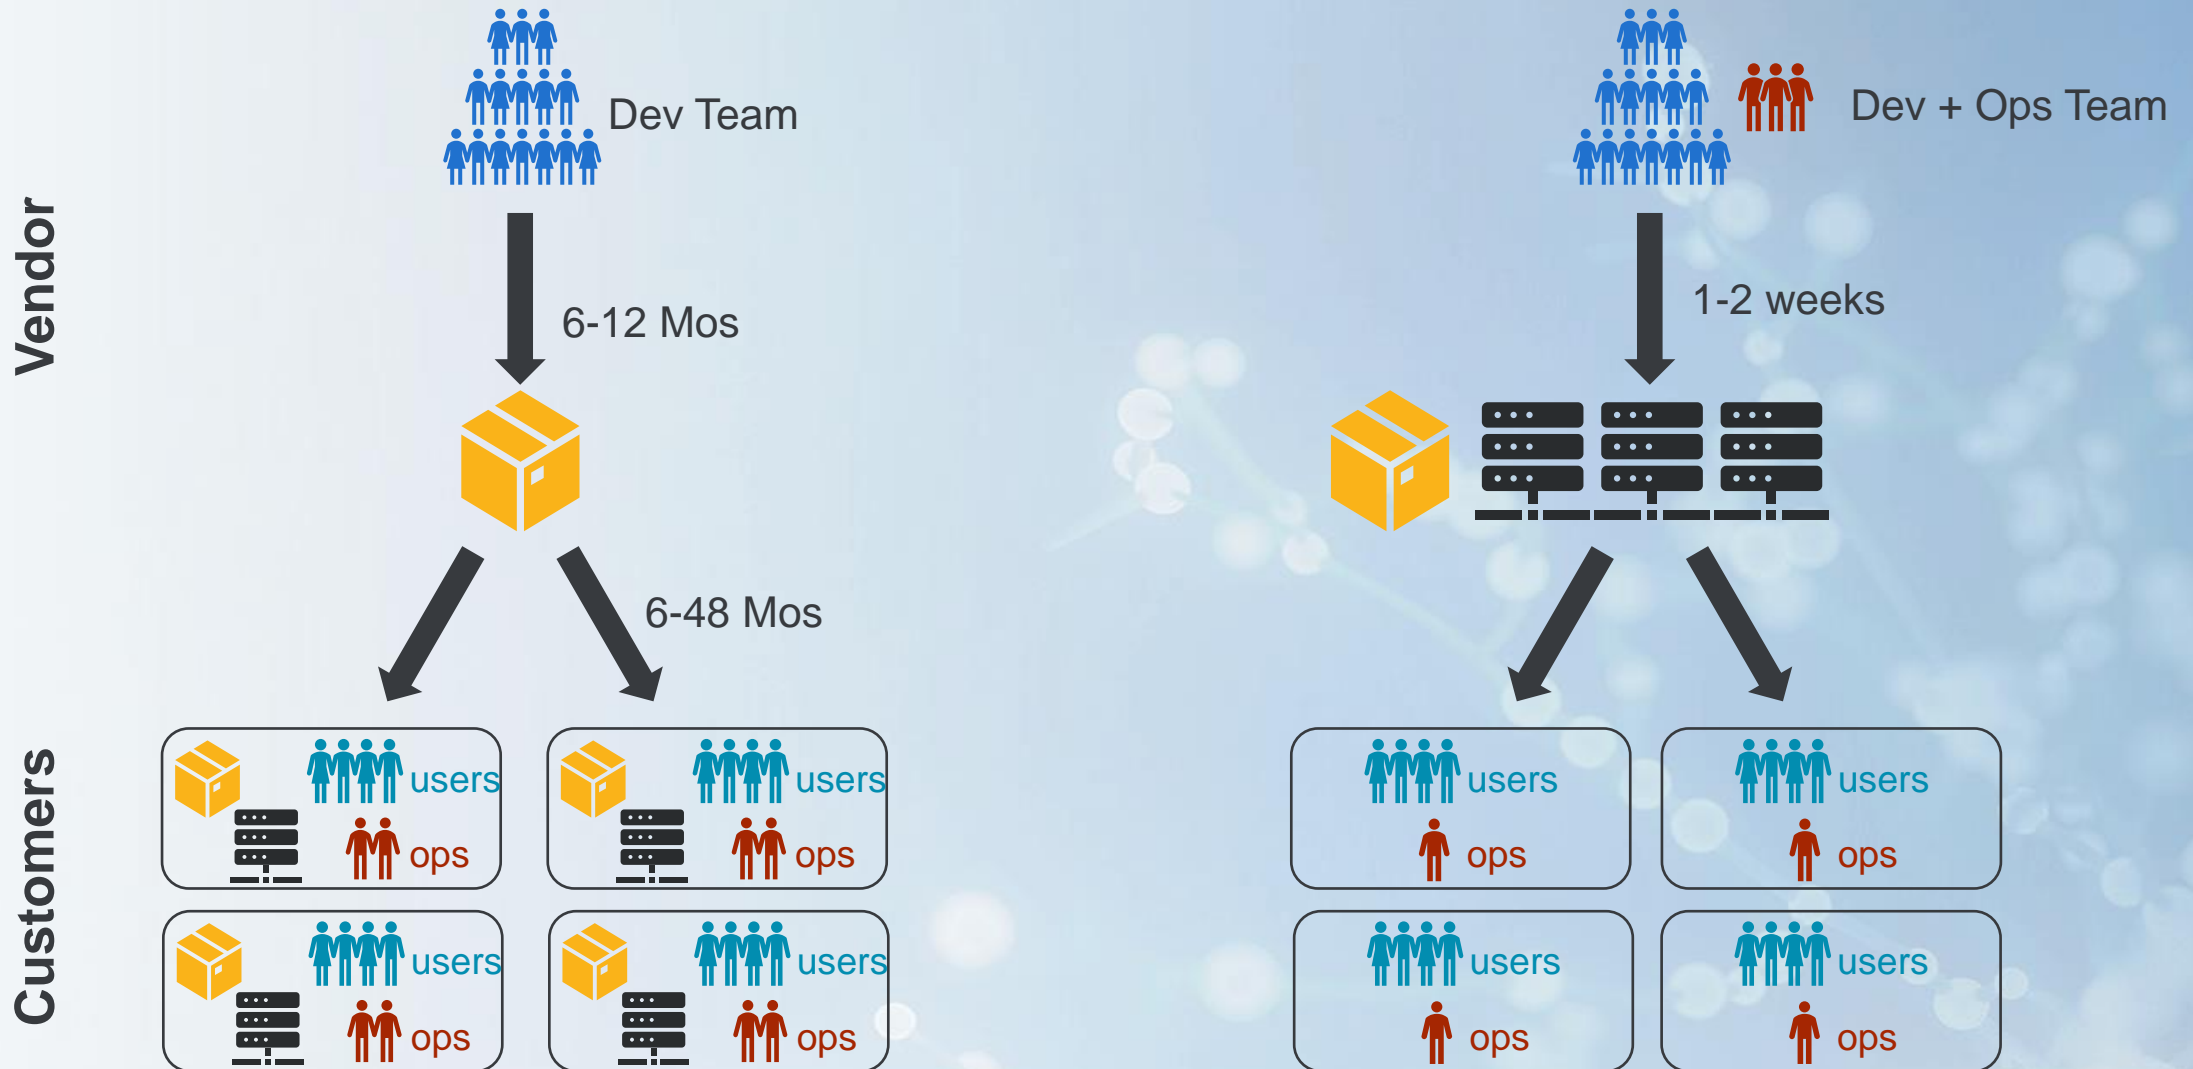 Vendor
Dev Team
Dev + Ops Team
6-12 Mos
1-2 weeks
6-48 Mos
Customers
users
ops
users
ops
users
ops
users
ops
users
ops
users
ops
users
ops
users
ops